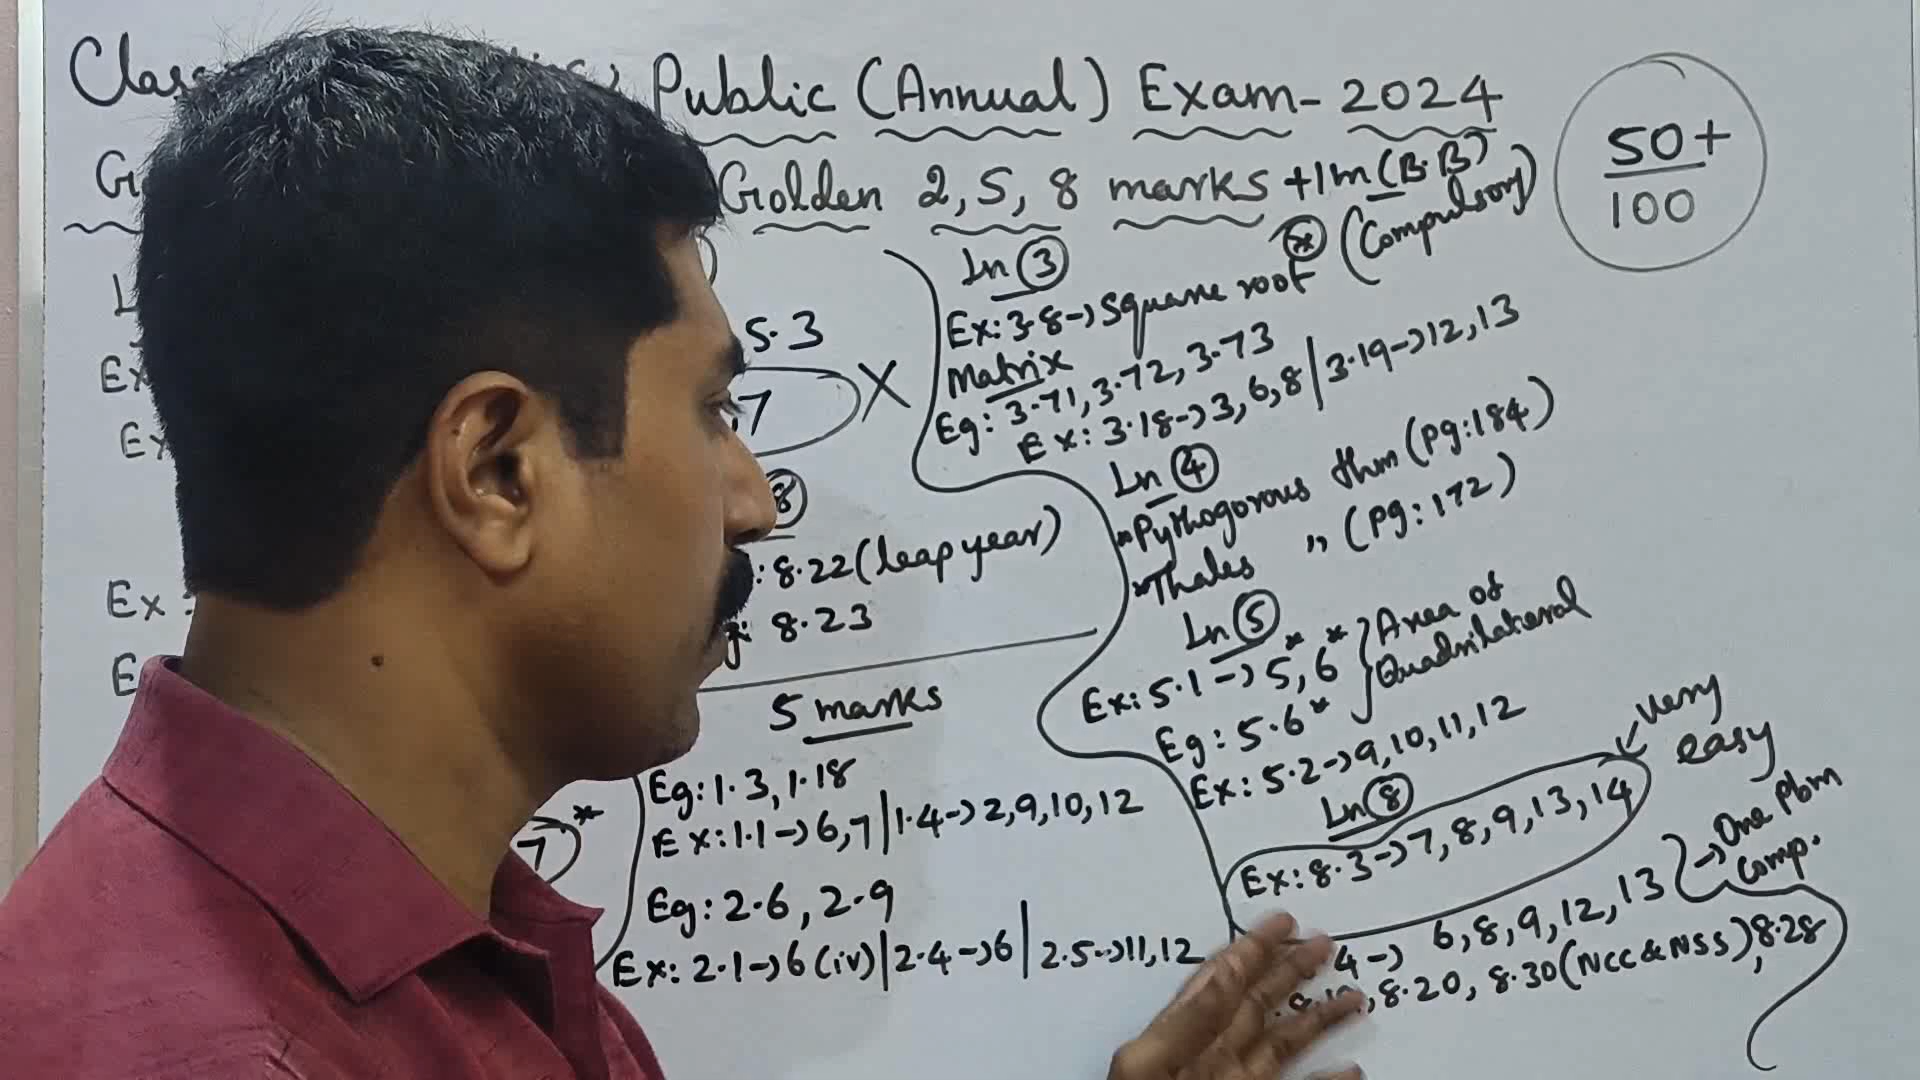 Public (Annual) Exam - 2024
Golden 2, 5, 8 marks + 1m (B.B)
(Compulsory)
50+
100
5.3
7 X
8
: 8.22 (leap year)
8.23
5 marks
Eg: 1.3, 1.18
Ex: 1.1 → 6, 7 | 1.4 → 2, 9, 10, 12
Eg: 2.6, 2.9
Ex: 2.1 → 6 (iv) | 2.4 → 6 | 2.5 → 11, 12
7 *
Ex:
Ln 3
Ex: 3.8 → Square root *
Matrix
Eg: 3.71, 3.72, 3.73
Ex: 3.18 → 3, 6, 8 | 3.19 → 12, 13
Ln 4
* Pythogorous thm (pg: 184)
* Thales " (pg: 172)
Ln 5
Ex: 5.1 → 5*, 6* } Area of
Eg: 5.6* Quadrilateral
Ex: 5.2 → 9, 10, 11, 12
Ln 8
Ex: 8.3 → 7, 8, 9, 13, 14
very
easy
4 → 6, 8, 9, 12, 13 } → One pbm
comp.
, 8.20, 8.30 (NCC & NSS), 8.28